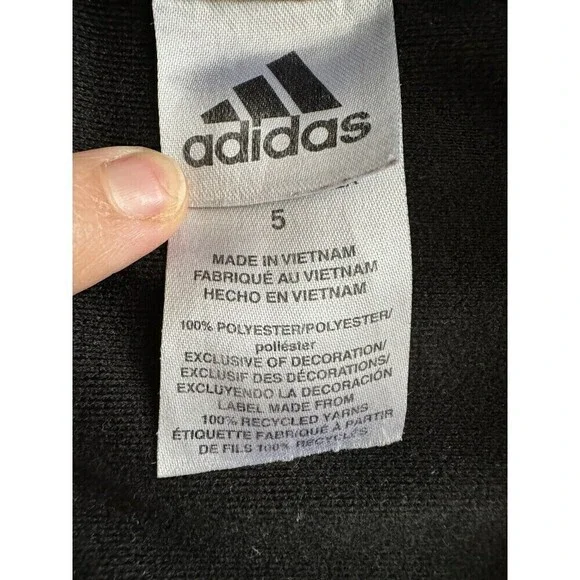 adidas
5
MADE IN VIETNAM
FABRIQUÉ AU VIETNAM
HECHO EN VIETNAM
100% POLYESTER/POLYESTER/
poliéster
EXCLUSIVE OF DECORATION/
EXCLUSIF DES DÉCORATIONS/
EXCLUYENDO LA DECORACIÓN
LABEL MADE FROM
100% RECYCLED YARNS
ÉTIQUETTE FABRIQUÉ A PARTIR
DE FILS 100% RECYCLÉS